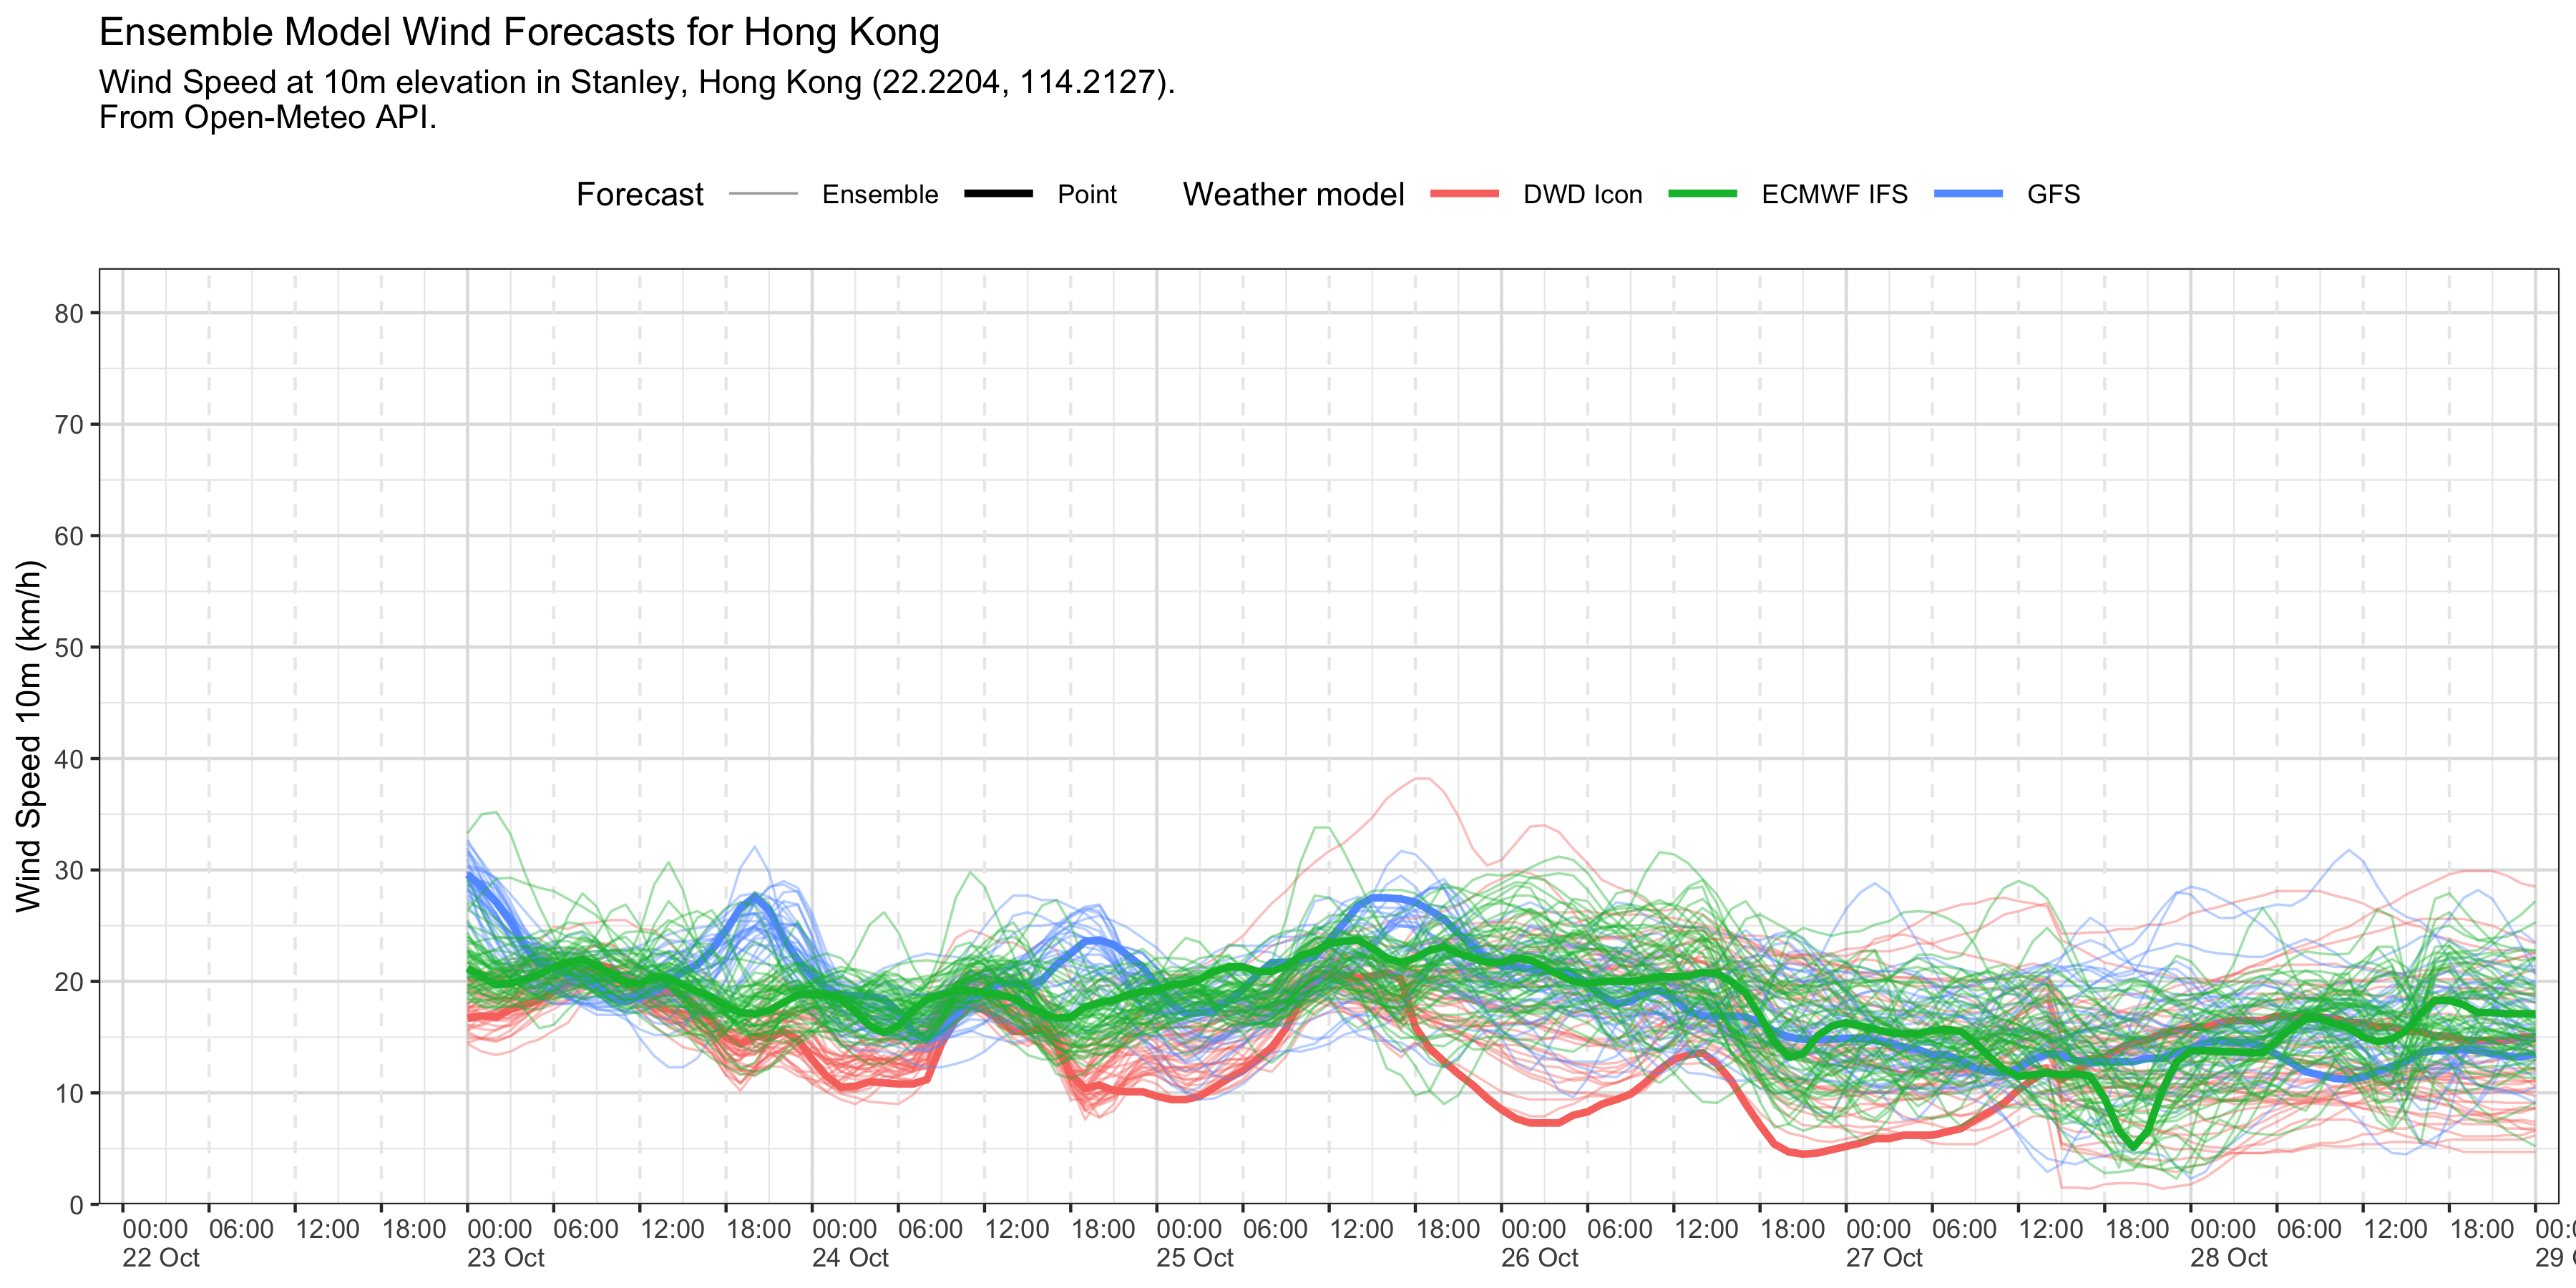 Ensemble Model Wind Forecasts for Hong Kong
Wind Speed at 10m elevation in Stanley, Hong Kong (22.2204, 114.2127).
From Open-Meteo API.
Forecast Ensemble Point Weather model DWD Icon ECMWF IFS GFS
Wind Speed 10m (km/h)
80
70
60
50
40
30
20
10
0
00:00 06:00 12:00 18:00 00:00 06:00 12:00 18:00 00:00 06:00 12:00 18:00 00:00 06:00 12:00 18:00 00:00 06:00 12:00 18:00 00:00 06:00 12:00 18:00 00:00 06:00 12:00 18:00
22 Oct 23 Oct 24 Oct 25 Oct 26 Oct 27 Oct 28 Oct 29